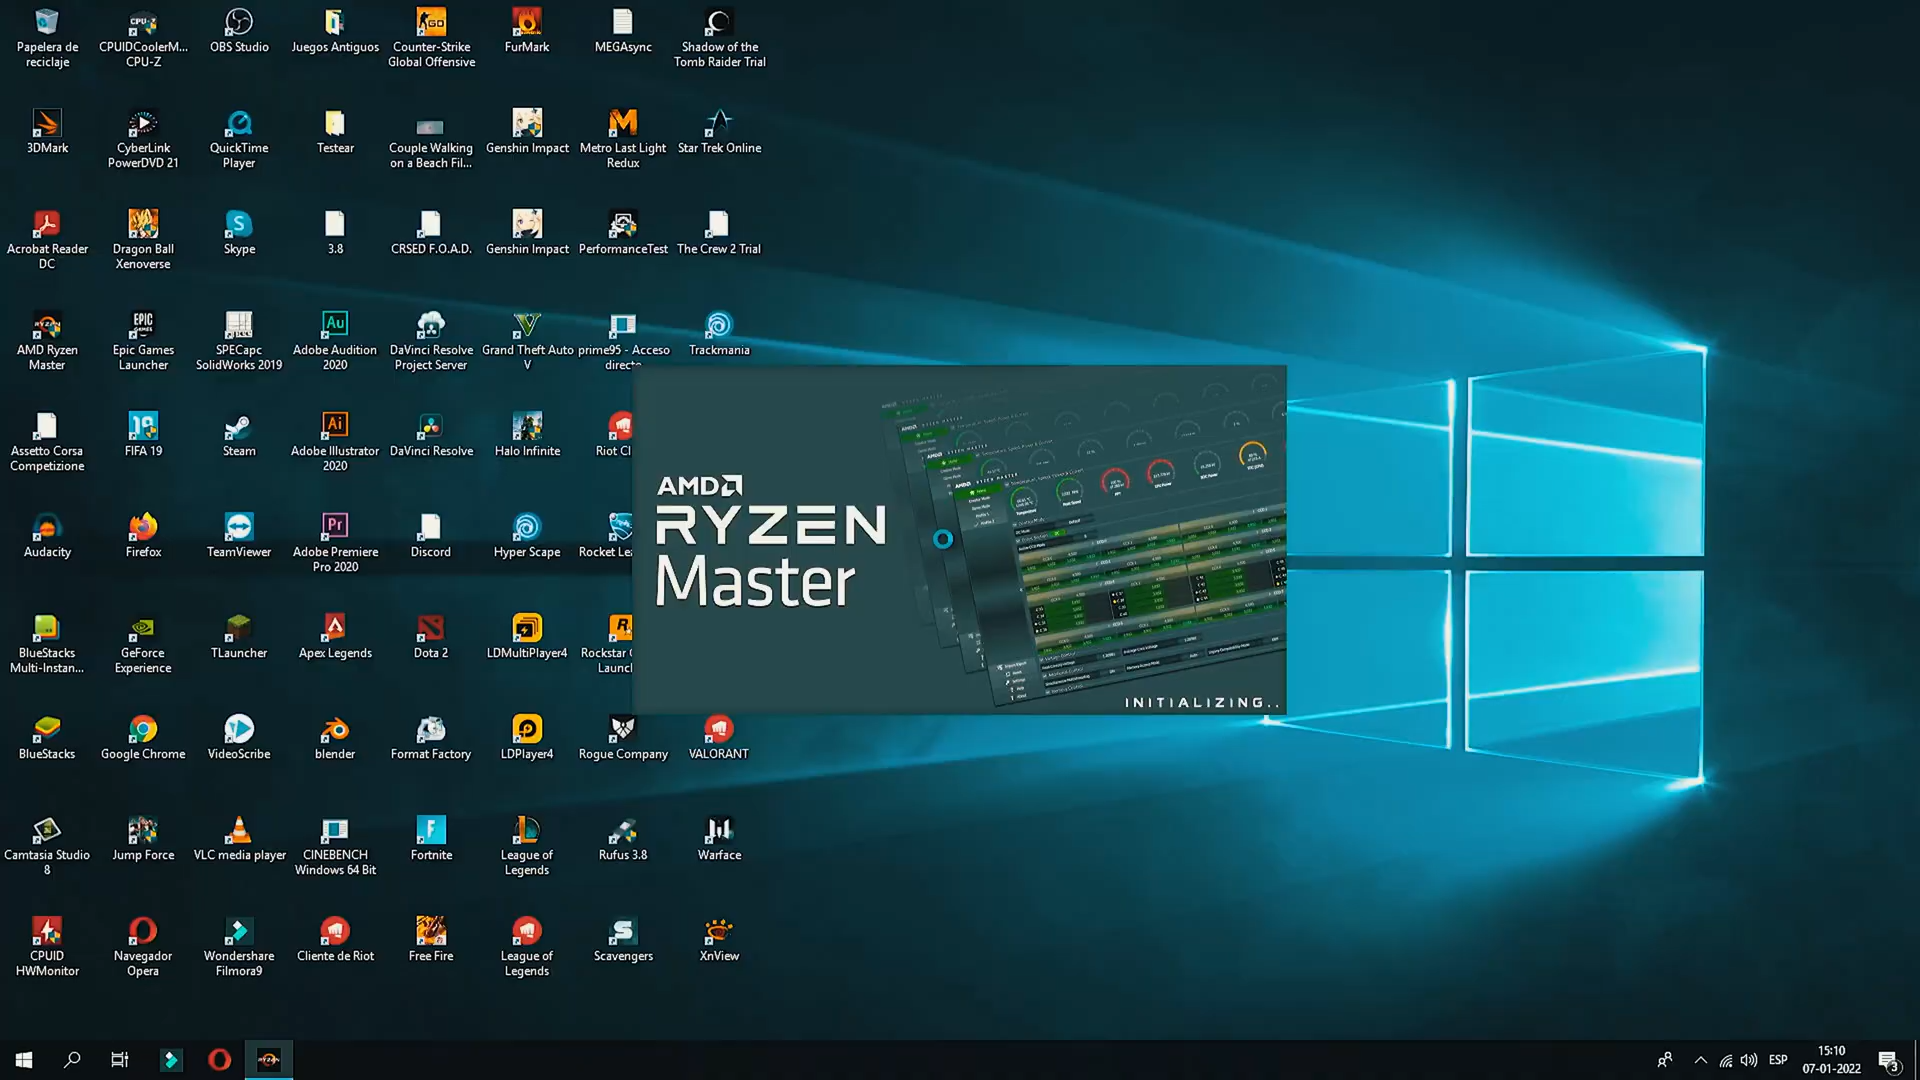 Papelera de
reciclaje
CPUIDCoolerM...
CPU-Z
OBS Studio
Juegos Antiguos
Counter-Strike
Global Offensive
FurMark
MEGAsync
Shadow of the
Tomb Raider Trial
3DMark
CyberLink
PowerDVD 21
QuickTime
Player
Testear
Couple Walking
on a Beach Fil...
Genshin Impact
Metro Last Light
Redux
Star Trek Online
Acrobat Reader
DC
Dragon Ball
Xenoverse
Skype
3.8
CRSED F.O.A.D.
Genshin Impact
PerformanceTest
The Crew 2 Trial
AMD Ryzen
Master
Epic Games
Launcher
SPECapc
SolidWorks 2019
Adobe Audition
2020
DaVinci Resolve
Project Server
Grand Theft Auto
V
prime95 - Acceso
directo
Trackmania
Assetto Corsa
Competizione
FIFA 19
Steam
Adobe Illustrator
2020
DaVinci Resolve
Halo Infinite
Riot Cl
Audacity
Firefox
TeamViewer
Adobe Premiere
Pro 2020
Discord
Hyper Scape
Rocket Lea
BlueStacks
Multi-Instan...
GeForce
Experience
TLauncher
Apex Legends
Dota 2
LDMultiPlayer4
Rockstar
Launch
AMD
RYZEN
Master
INITIALIZING..
BlueStacks
Google Chrome
VideoScribe
blender
Format Factory
LDPlayer4
Rogue Company
VALORANT
Camtasia Studio
8
Jump Force
VLC media player
CINEBENCH
Windows 64 Bit
Fortnite
League of
Legends
Rufus 3.8
Warface
CPUID
HWMonitor
Navegador
Opera
Wondershare
Filmora9
Cliente de Riot
Free Fire
League of
Legends
Scavengers
XnView
ESP
15:10
07-01-2022
3